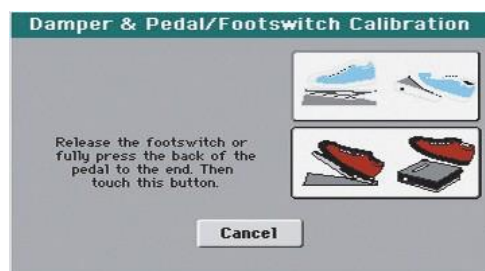 Damper & Pedal/Footswitch Calibration
Release the footswitch or
fully press the back of the
pedal to the end. Then
touch this button.
Cancel